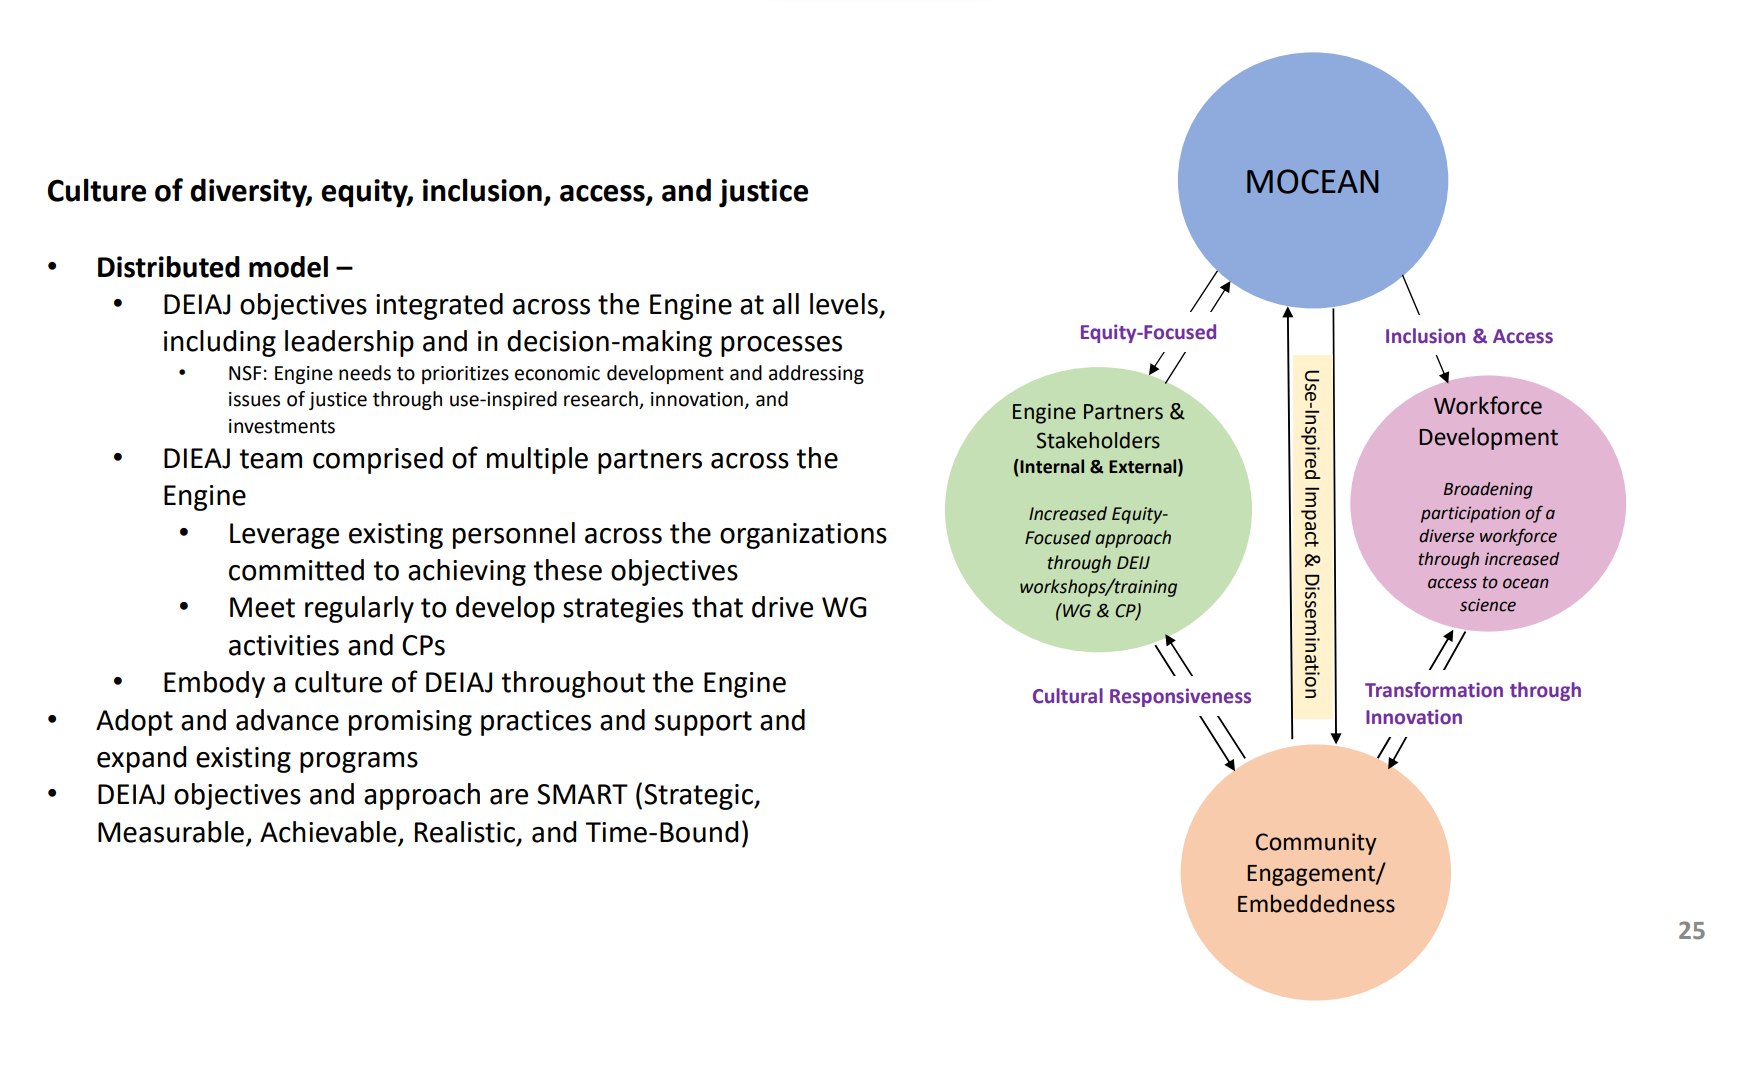 Culture of diversity, equity, inclusion, access, and justice
• Distributed model –
• DEIAJ objectives integrated across the Engine at all levels,
including leadership and in decision-making processes
• NSF: Engine needs to prioritizes economic development and addressing
issues of justice through use-inspired research, innovation, and
investments
• DIEAJ team comprised of multiple partners across the
Engine
• Leverage existing personnel across the organizations
committed to achieving these objectives
• Meet regularly to develop strategies that drive WG
activities and CPs
• Embody a culture of DEIAJ throughout the Engine
• Adopt and advance promising practices and support and
expand existing programs
• DEIAJ objectives and approach are SMART (Strategic,
Measurable, Achievable, Realistic, and Time-Bound)
MOCEAN
Equity-Focused
Inclusion & Access
Engine Partners &
Stakeholders
(Internal & External)
Increased Equity-
Focused approach
through DEIJ
workshops/training
(WG & CP)
Use-Inspired Impact & Dissemination
Workforce
Development
Broadening
participation of a
diverse workforce
through increased
access to ocean
science
Cultural Responsiveness
Transformation through
Innovation
Community
Engagement/
Embeddedness
25